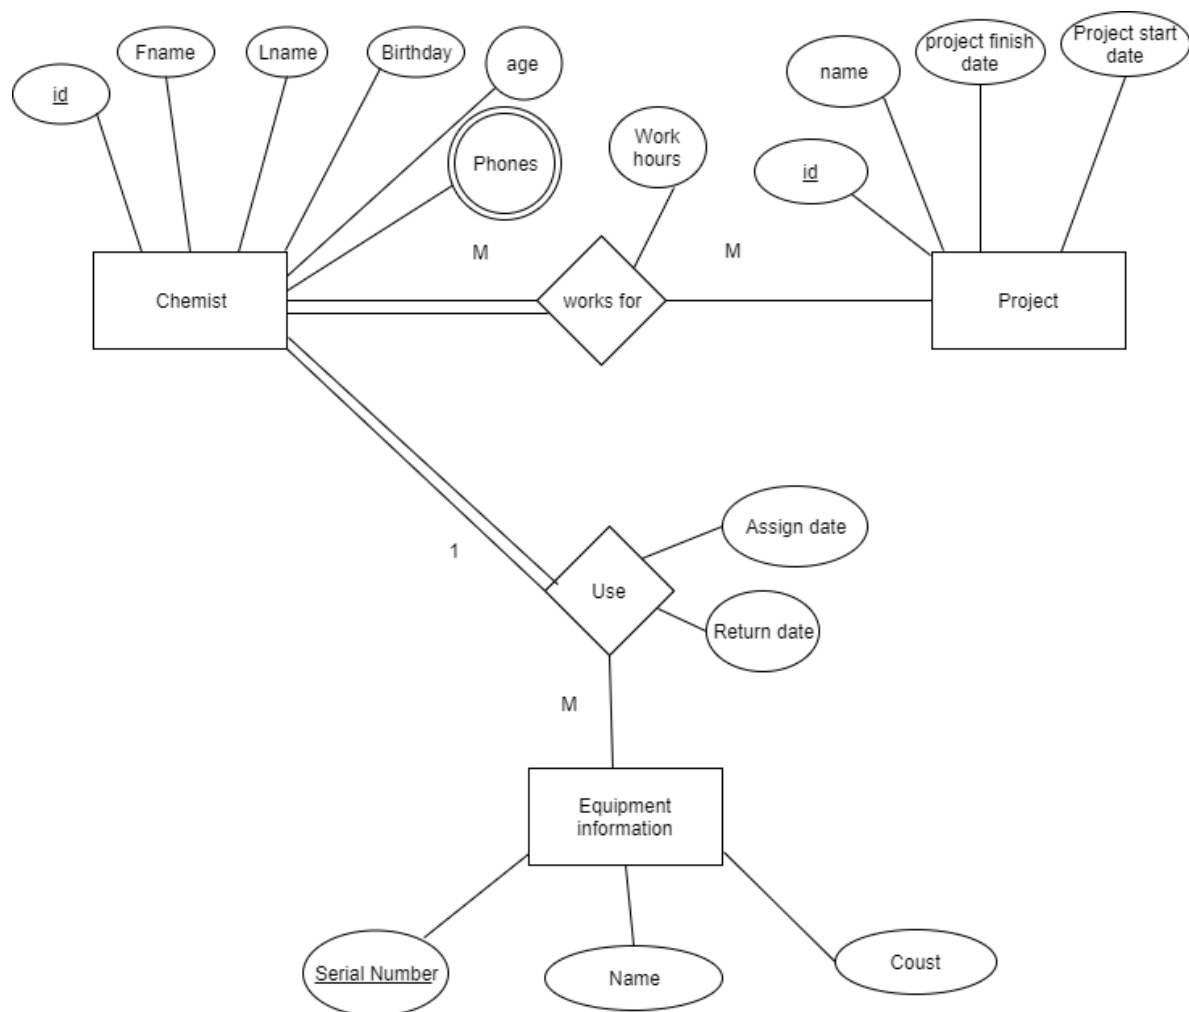 id
Fname
Lname
Birthday
age
Phones
Work
hours
name
project finish
date
Project start
date
id
M
M
Chemist
works for
Project
1
Assign date
Use
Return date
M
Equipment
information
Serial Number
Name
Coust